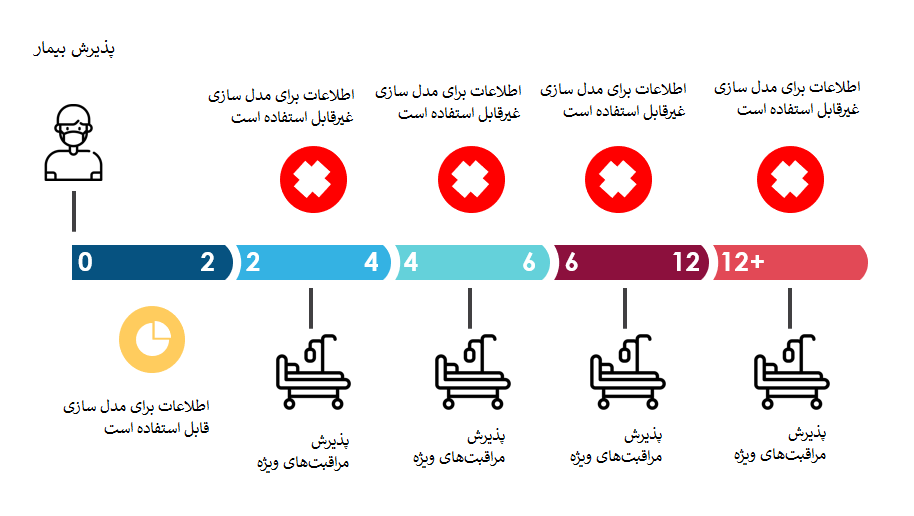 پذیرش بیمار
اطلاعات برای مدل سازی
غیرقابل استفاده است
اطلاعات برای مدل سازی
غیرقابل استفاده است
اطلاعات برای مدل سازی
غیرقابل استفاده است
اطلاعات برای مدل سازی
غیرقابل استفاده است
0 2
2 4
4 6
6 12
12+
اطلاعات برای مدل سازی
قابل استفاده است
پذیرش
مراقبت‌های ویژه
پذیرش
مراقبت‌های ویژه
پذیرش
مراقبت‌های ویژه
پذیرش
مراقبت‌های ویژه